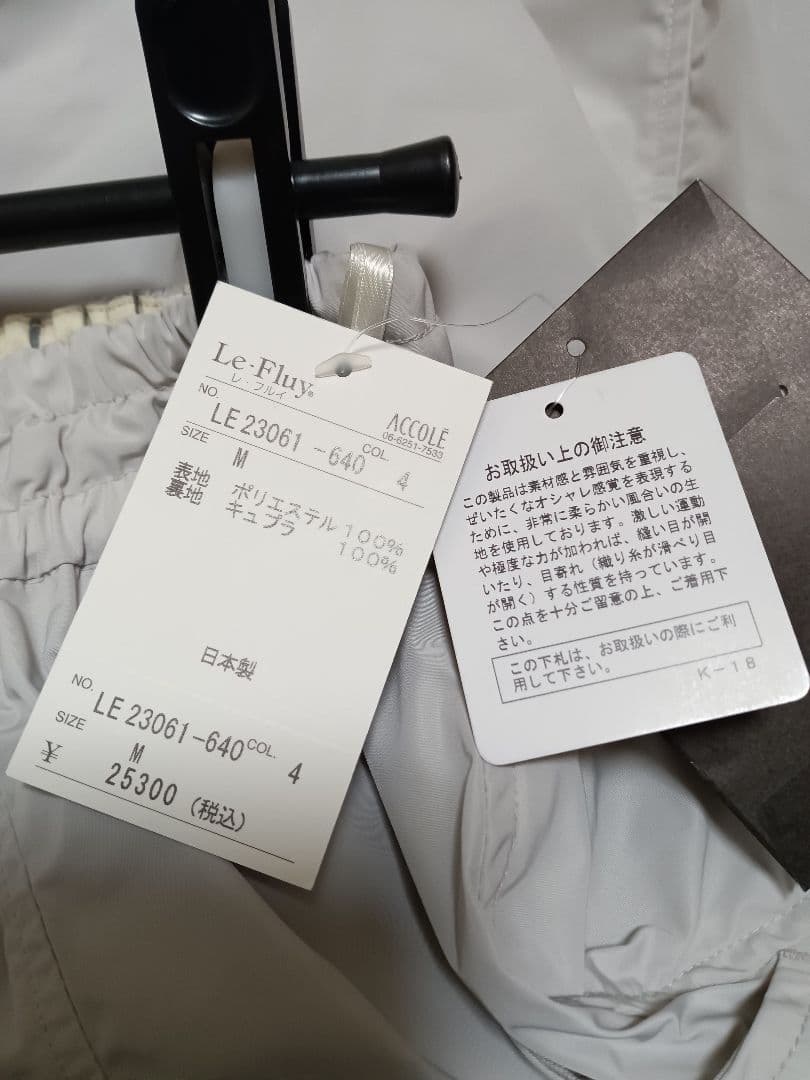 Le・Fluy®
レ・フルイ
ACCOLÉ
06-6251-7533
NO. LE 23061 -640 COL. 4
SIZE M
表地 ポリエステル 100%
裏地 キュプラ 100%
日本製
NO. LE 23061-640 COL. 4
SIZE M
¥ 25300 (税込)
お取扱い上の御注意
この製品は素材感と雰囲気を重視し、
ぜいたくなオシャレ感覚を表現する
ために、非常に柔らかい風合いの生
地を使用しております。激しい運動
や極度な力が加われば、縫い目が開
いたり、目寄れ(織り糸が滑べり目
が開く)する性質を持っています。
この点を十分ご留意の上、ご着用下
さい。
この下札は、お取扱いの際にご利
用して下さい。
K-18